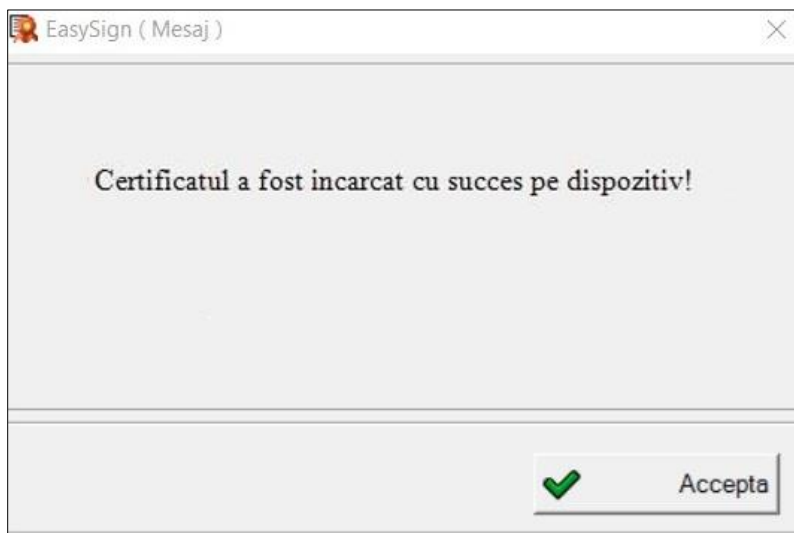 EasySign ( Mesaj )
Certificatul a fost incarcat cu succes pe dispozitiv!
Accepta